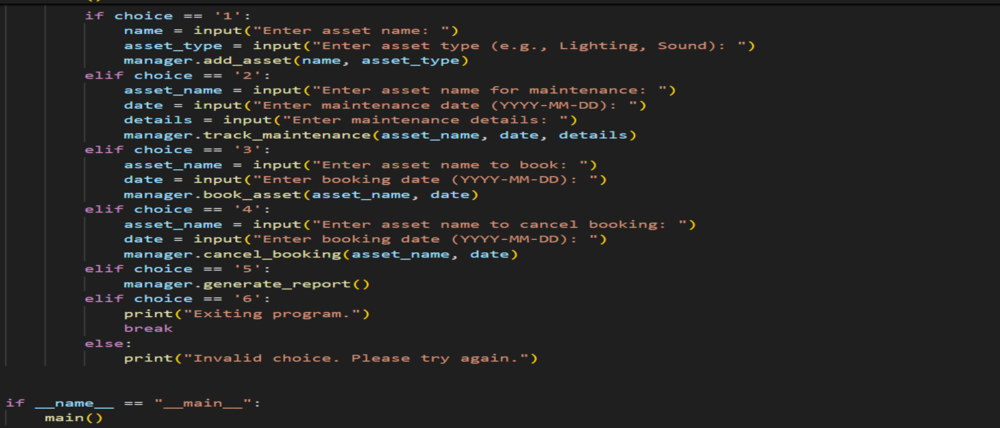 if choice == '1':
name = input("Enter asset name: ")
asset_type = input("Enter asset type (e.g., Lighting, Sound): ")
manager.add_asset(name, asset_type)
elif choice == '2':
asset_name = input("Enter asset name for maintenance: ")
date = input("Enter maintenance date (YYYY-MM-DD): ")
details = input("Enter maintenance details: ")
manager.track_maintenance(asset_name, date, details)
elif choice == '3':
asset_name = input("Enter asset name to book: ")
date = input("Enter booking date (YYYY-MM-DD): ")
manager.book_asset(asset_name, date)
elif choice == '4':
asset_name = input("Enter asset name to cancel booking: ")
date = input("Enter booking date (YYYY-MM-DD): ")
manager.cancel_booking(asset_name, date)
elif choice == '5':
manager.generate_report()
elif choice == '6':
print("Exiting program.")
break
else:
print("Invalid choice. Please try again.")
if __name__ == "__main__":
main()